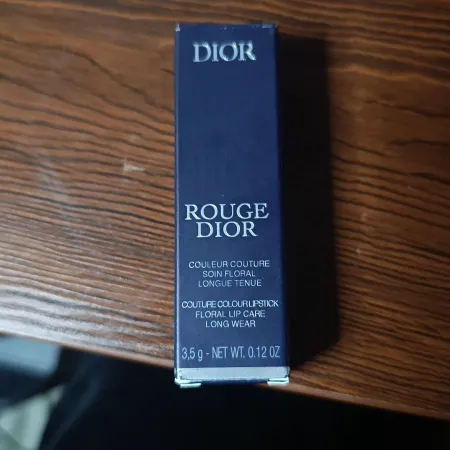 DIOR
ROUGE
DIOR
COULEUR COUTURE
SOIN FLORAL
LONGUE TENUE
COUTURE COLOUR LIPSTICK
FLORAL LIP CARE
LONG WEAR
3,5 g - NET WT. 0.12 OZ